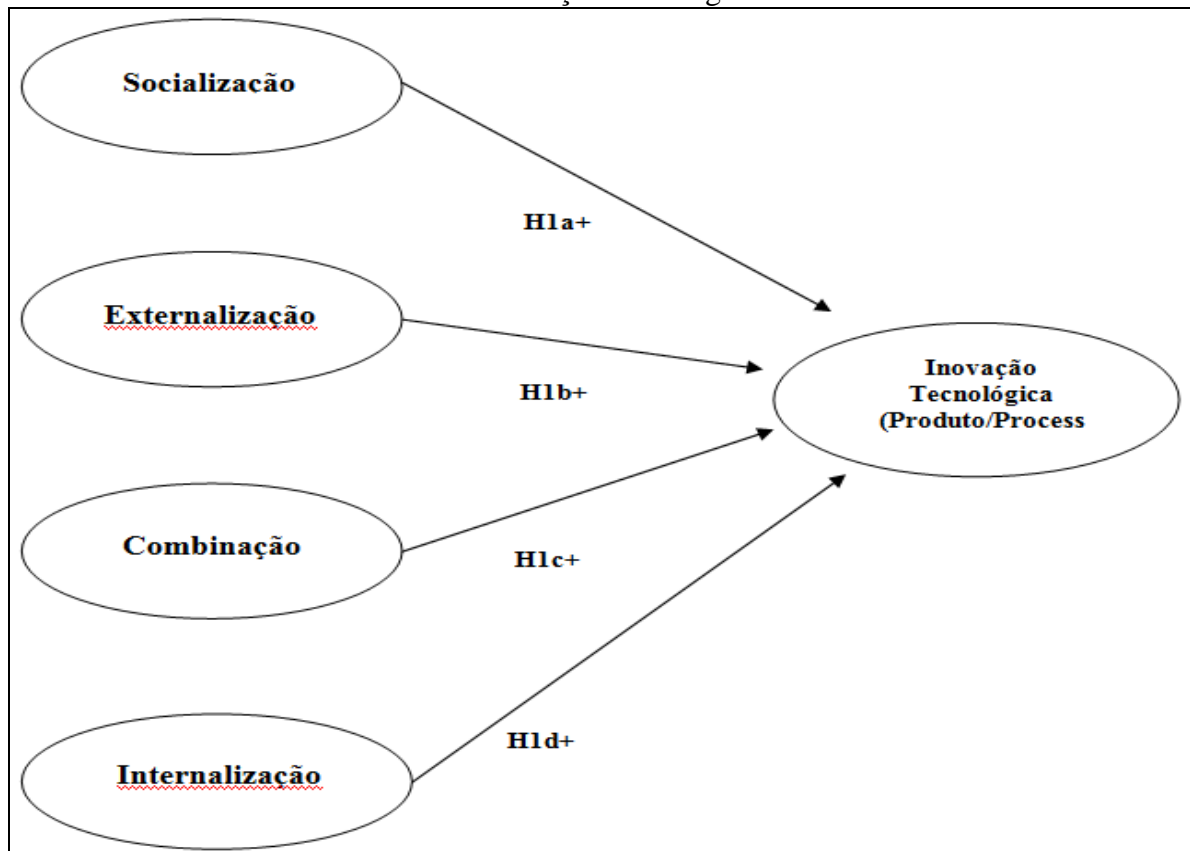 Socialização
H1a+
Externalização
H1b+
Inovação
Tecnológica
(Produto/Process
Combinação
H1c+
Internalização
H1d+